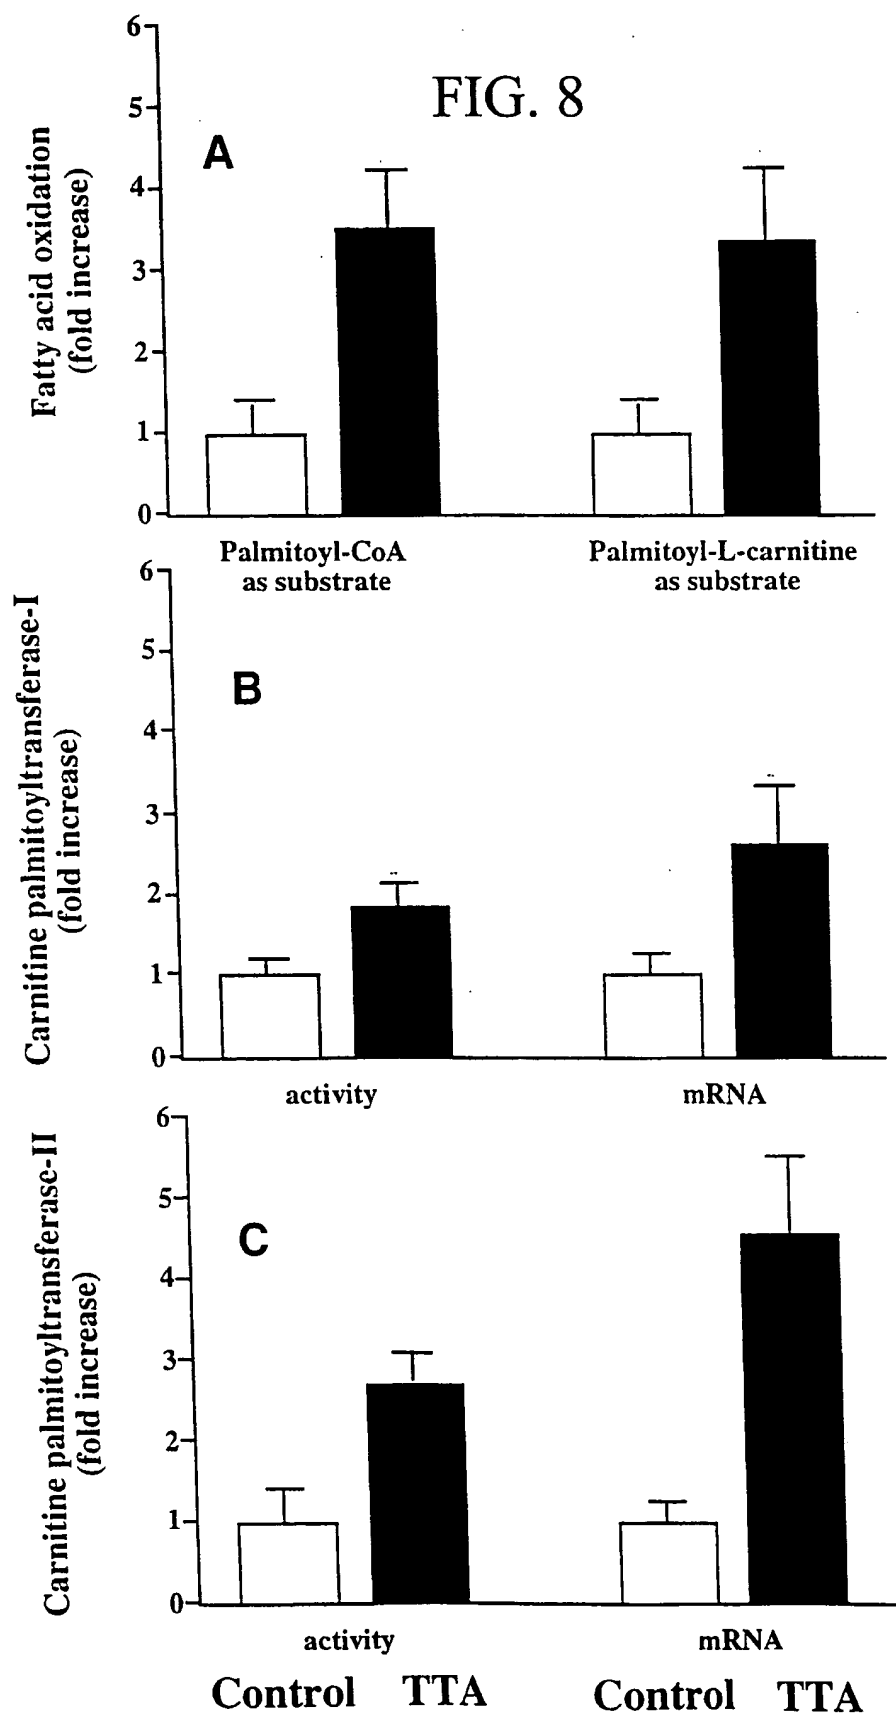 FIG. 8
A
Fatty acid oxidation
(fold increase)
6
5
4
3
2
1
0
Palmitoyl-CoA
as substrate
Palmitoyl-L-carnitine
as substrate
B
Carnitine palmitoyltransferase-I
(fold increase)
6
5
4
3
2
1
0
activity
mRNA
C
Carnitine palmitoyltransferase-II
(fold increase)
6
5
4
3
2
1
0
activity
mRNA
Control TTA
Control TTA